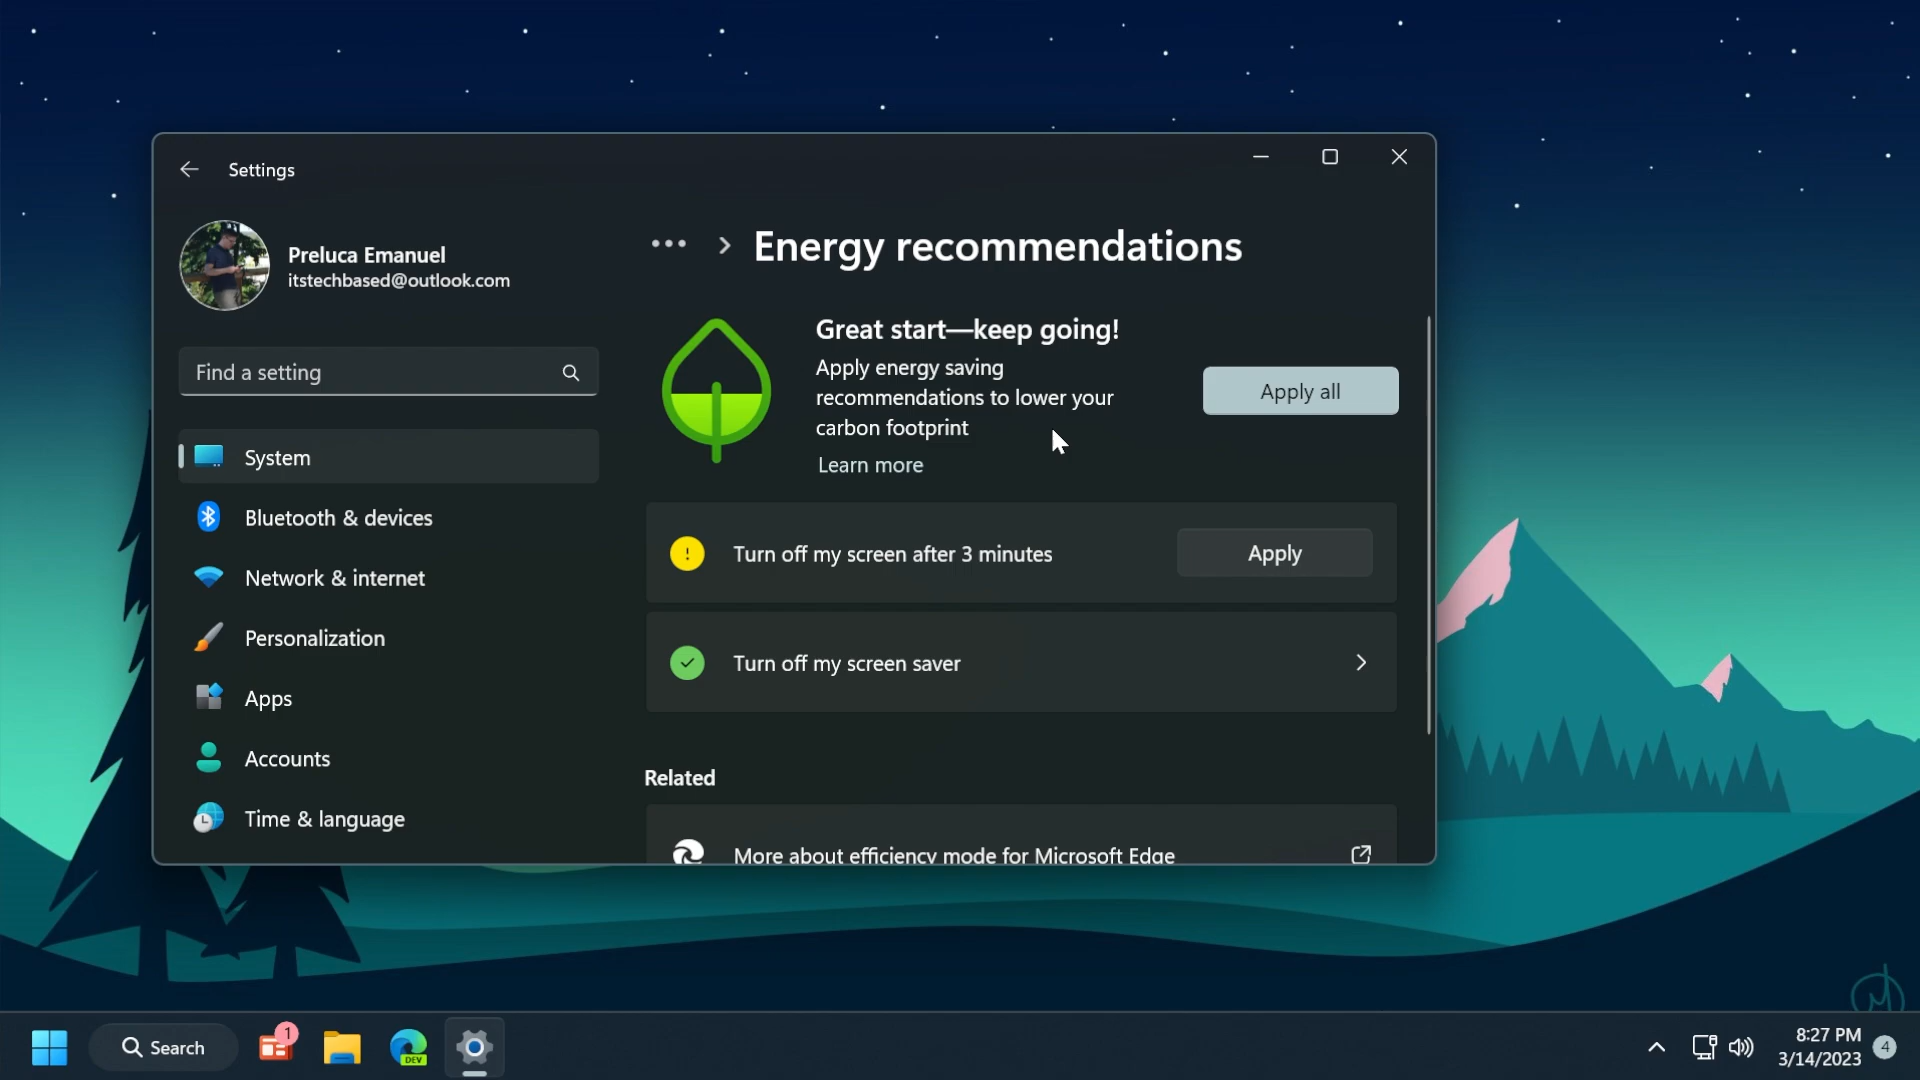 Settings
Preluca Emanuel
itstechbased@outlook.com
Find a setting
System
Bluetooth & devices
Network & internet
Personalization
Apps
Accounts
Time & language
Energy recommendations
Great start—keep going!
Apply energy saving
recommendations to lower your
carbon footprint
Learn more
Apply all
Turn off my screen after 3 minutes
Apply
Turn off my screen saver
Related
More about efficiency mode for Microsoft Edge
Search
1
DEV
8:27 PM
3/14/2023
4